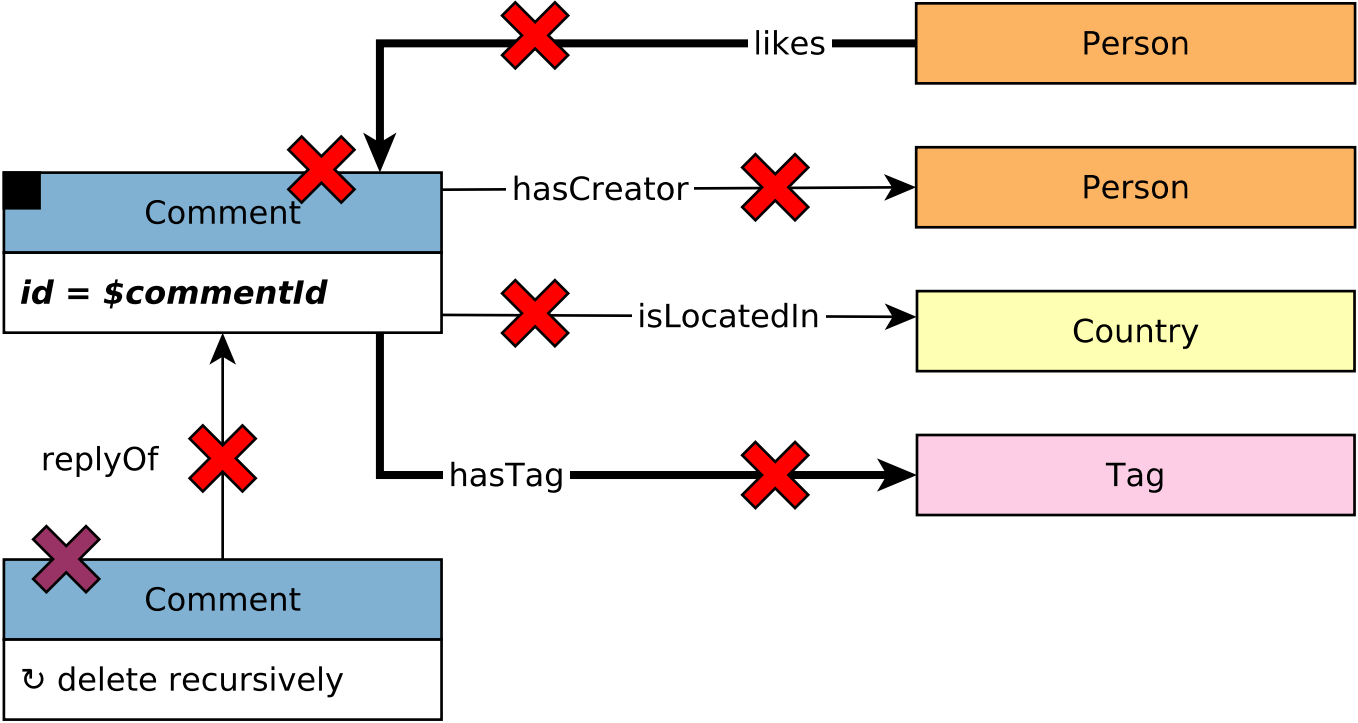 likes
Person
Comment
id = $commentId
hasCreator
Person
isLocatedIn
Country
replyOf
hasTag
Tag
Comment
↻ delete recursively